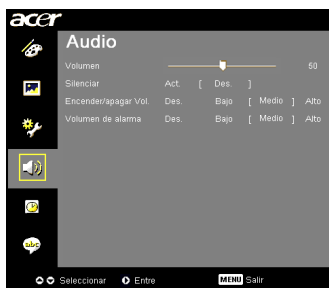 acer
Audio
Volumen 50
Silenciar Act. [ Des. ]
Encender/apagar Vol. Des. Bajo [ Medio ] Alto
Volumen de alarma Des. Bajo [ Medio ] Alto
abc
Seleccionar Entre MENU Salir